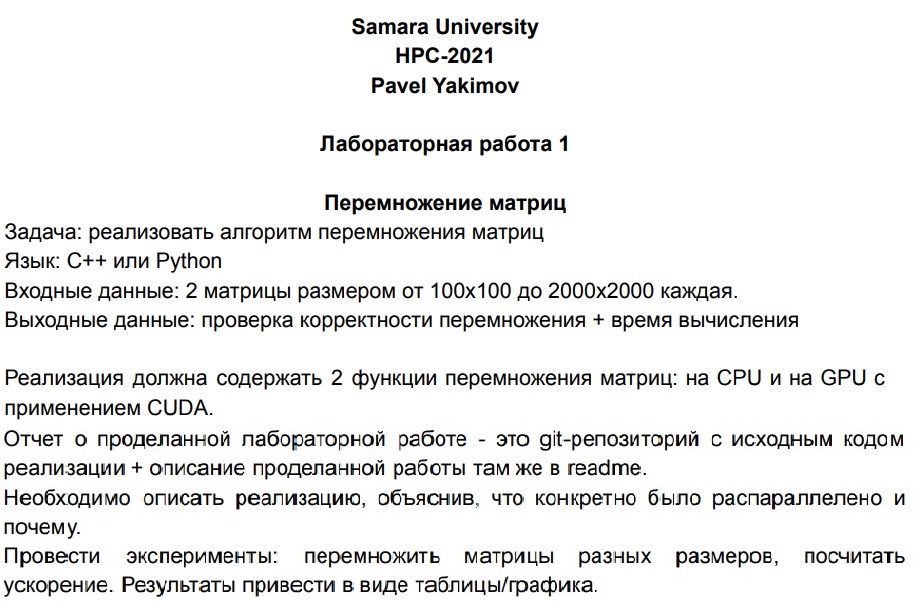 Samara University
HPC-2021
Pavel Yakimov
Лабораторная работа 1
Перемножение матриц
Задача: реализовать алгоритм перемножения матриц
Язык: C++ или Python
Входные данные: 2 матрицы размером от 100x100 до 2000x2000 каждая.
Выходные данные: проверка корректности перемножения + время вычисления
Реализация должна содержать 2 функции перемножения матриц: на CPU и на GPU с
применением CUDA.
Отчет о проделанной лабораторной работе - это git-репозиторий с исходным кодом
реализации + описание проделанной работы там же в readme.
Необходимо описать реализацию, объяснив, что конкретно было распараллелено и
почему.
Провести эксперименты: перемножить матрицы разных размеров, посчитать
ускорение. Результаты привести в виде таблицы/графика.